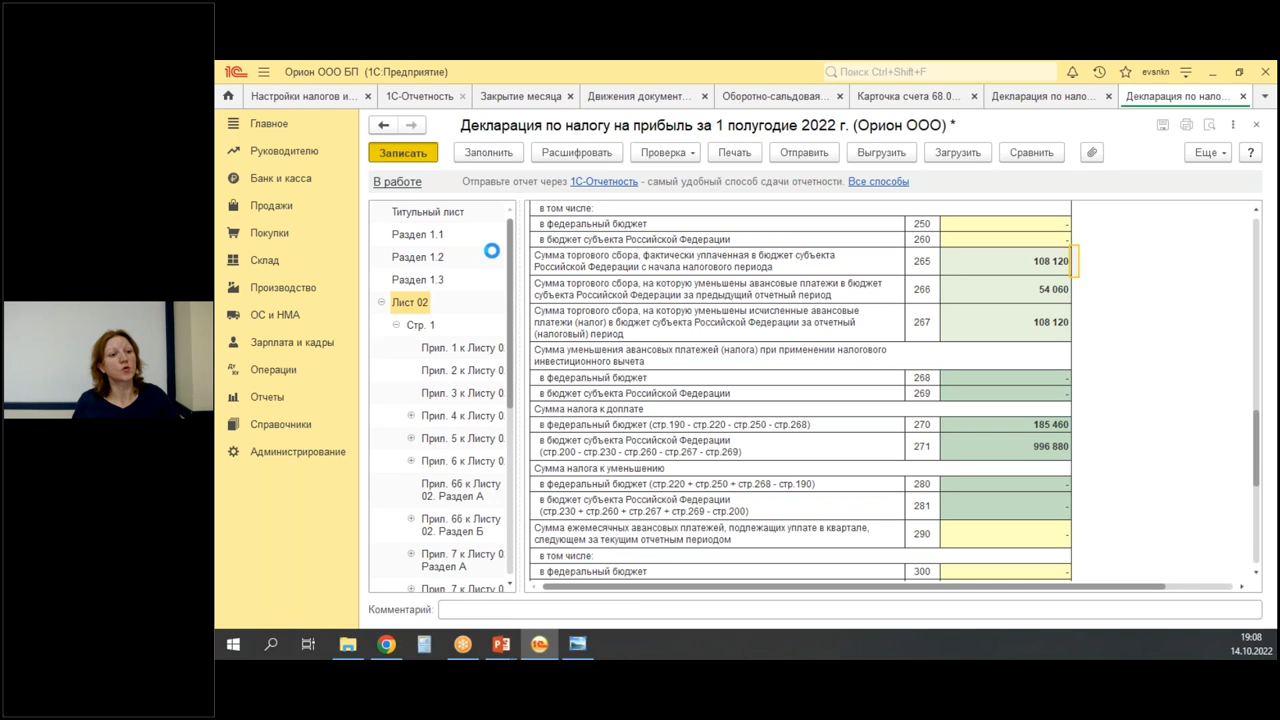 1С
Орион ООО БП (1С:Предприятие)
Поиск Ctrl+Shift+F
evsnkn
Настройки налогов и...
1С-Отчетность
Закрытие месяца
Движения документ...
Оборотно-сальдовая...
Карточка счета 68.0...
Декларация по нало...
Декларация по нало...
Главное
Руководителю
Банк и касса
Продажи
Покупки
Склад
Производство
ОС и НМА
Зарплата и кадры
Операции
Отчеты
Справочники
Администрирование
Декларация по налогу на прибыль за 1 полугодие 2022 г. (Орион ООО) *
Записать
Заполнить
Расшифровать
Проверка
Печать
Отправить
Выгрузить
Загрузить
Сравнить
Еще
?
В работе
Отправьте отчет через 1С-Отчетность - самый удобный способ сдачи отчетности. Все способы
Титульный лист
Раздел 1.1
Раздел 1.2
Раздел 1.3
Лист 02
Стр. 1
Прил. 1 к Листу 0
Прил. 2 к Листу 0
Прил. 3 к Листу 0
Прил. 4 к Листу 0
Прил. 5 к Листу 0
Прил. 6 к Листу 0
Прил. 6б к Листу
02. Раздел А
Прил. 6б к Листу
02. Раздел Б
Прил. 7 к Листу 0
Раздел А
Прил. 7 к Листу 0
в том числе:
в федеральный бюджет 250 -
в бюджет субъекта Российской Федерации 260 -
Сумма торгового сбора, фактически уплаченная в бюджет субъекта
Российской Федерации с начала налогового периода 265 108 120
Сумма торгового сбора, на которую уменьшены авансовые платежи в бюджет
субъекта Российской Федерации за предыдущий отчетный период 266 54 060
Сумма торгового сбора, на которую уменьшены исчисленные авансовые
платежи (налог) в бюджет субъекта Российской Федерации за отчетный 267 108 120
(налоговый) период
Сумма уменьшения авансовых платежей (налога) при применении налогового
инвестиционного вычета
в федеральный бюджет 268 -
в бюджет субъекта Российской Федерации 269 -
Сумма налога к доплате
в федеральный бюджет (стр.190 - стр.220 - стр.250 - стр.268) 270 185 460
в бюджет субъекта Российской Федерации
(стр.200 - стр.230 - стр.260 - стр.267 - стр.269) 271 996 880
Сумма налога к уменьшению
в федеральный бюджет (стр.220 + стр.250 + стр.268 - стр.190) 280 -
в бюджет субъекта Российской Федерации
(стр.230 + стр.260 + стр.267 + стр.269 - стр.200) 281 -
Сумма ежемесячных авансовых платежей, подлежащих уплате в квартале,
следующем за текущим отчетным периодом 290 -
в том числе:
в федеральный бюджет 300 -
Комментарий:
19:08
14.10.2022